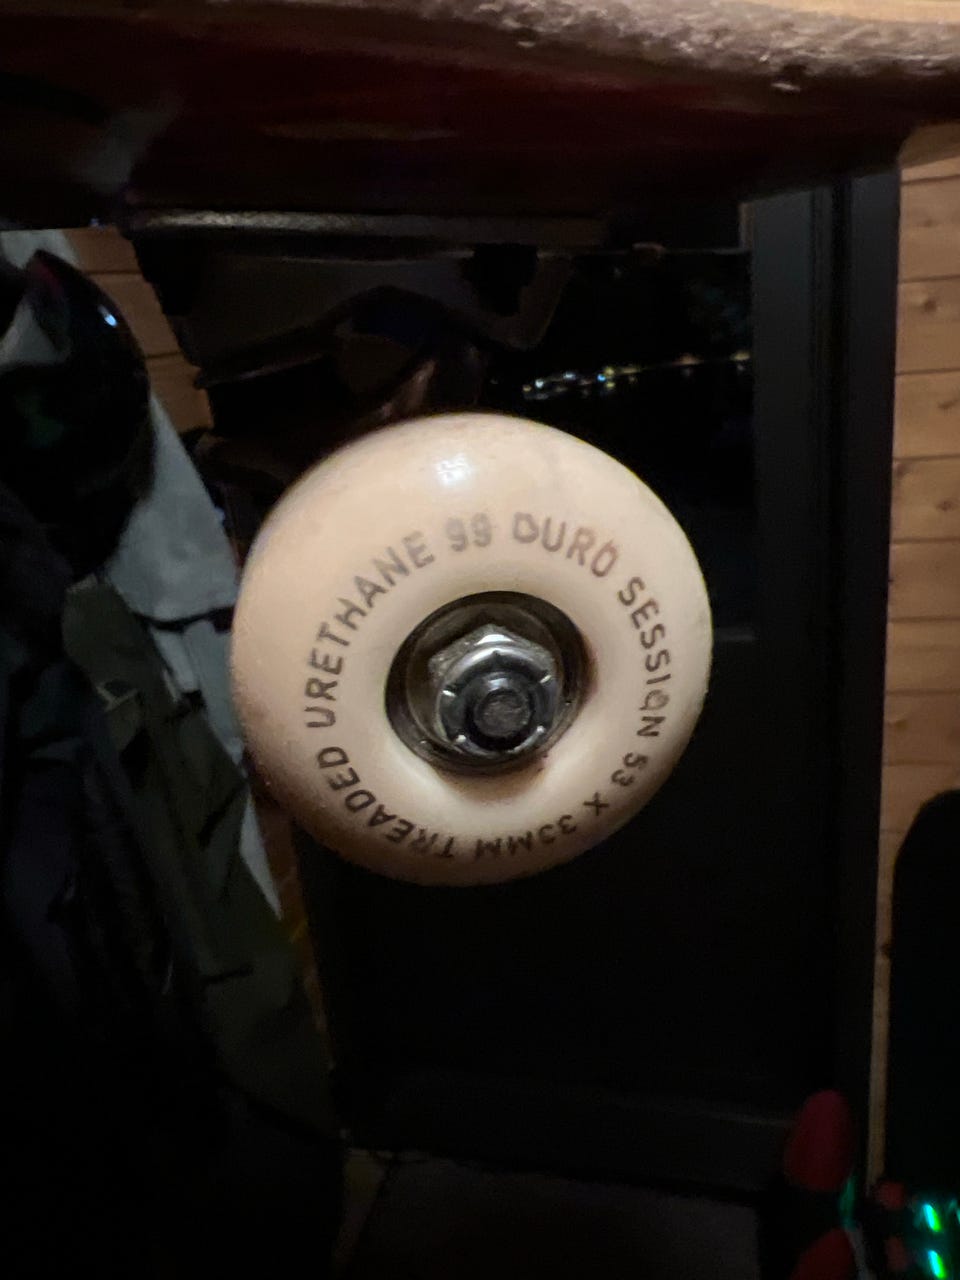 TREADED URETHANE 99 DURO SESSION 53 X 33MM